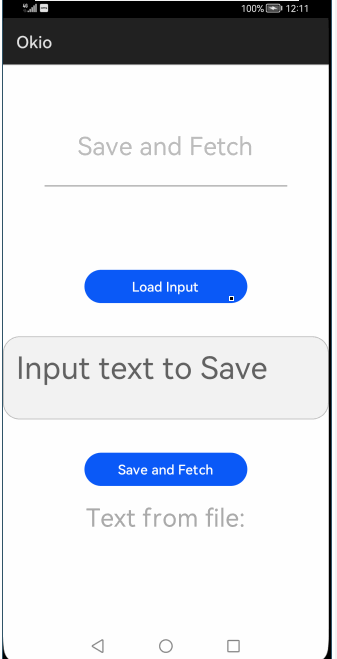 100% 12:11
Okio
Save and Fetch
Load Input
Input text to Save
Save and Fetch
Text from file: